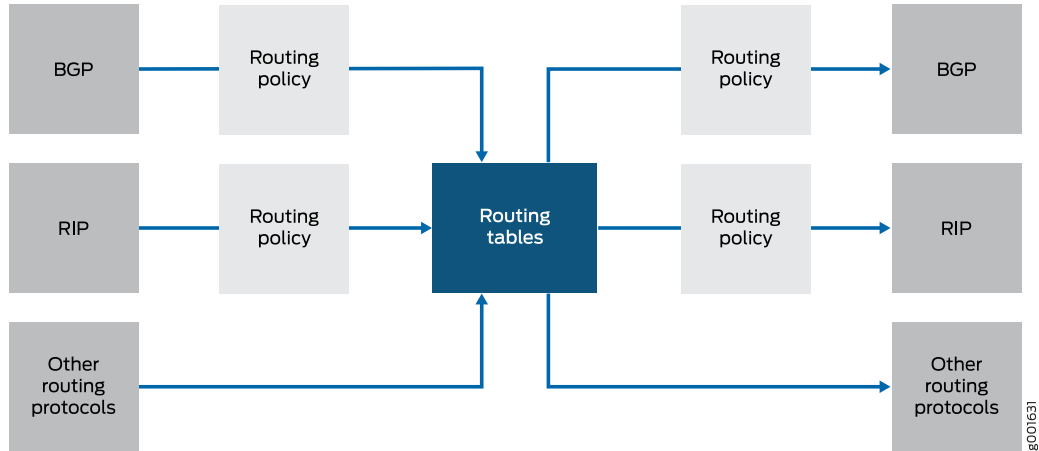 BGP
Routing
policy
Routing
policy
BGP
RIP
Routing
policy
Routing
tables
Routing
policy
RIP
Other
routing
protocols
Other
routing
protocols
g001631